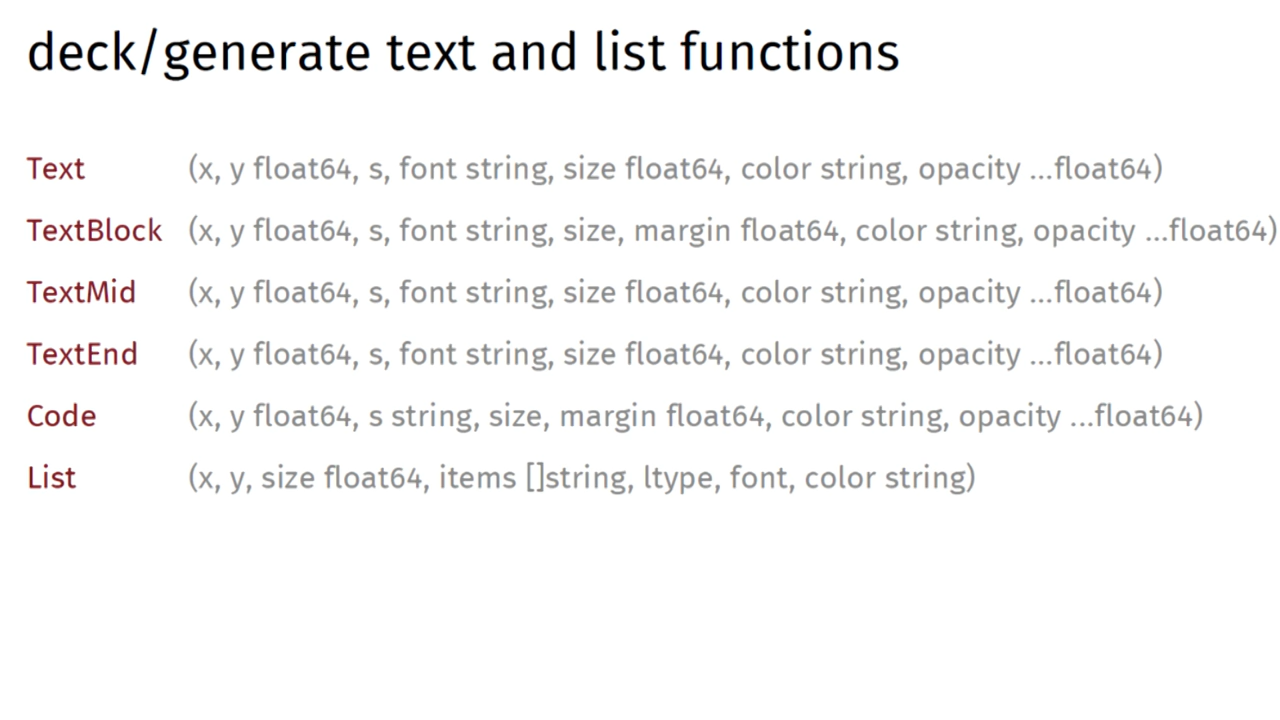 deck/generate text and list functions
Text (x, y float64, s, font string, size float64, color string, opacity ...float64)
TextBlock (x, y float64, s, font string, size, margin float64, color string, opacity ...float64)
TextMid (x, y float64, s, font string, size float64, color string, opacity ...float64)
TextEnd (x, y float64, s, font string, size float64, color string, opacity ...float64)
Code (x, y float64, s string, size, margin float64, color string, opacity ...float64)
List (x, y, size float64, items []string, ltype, font, color string)